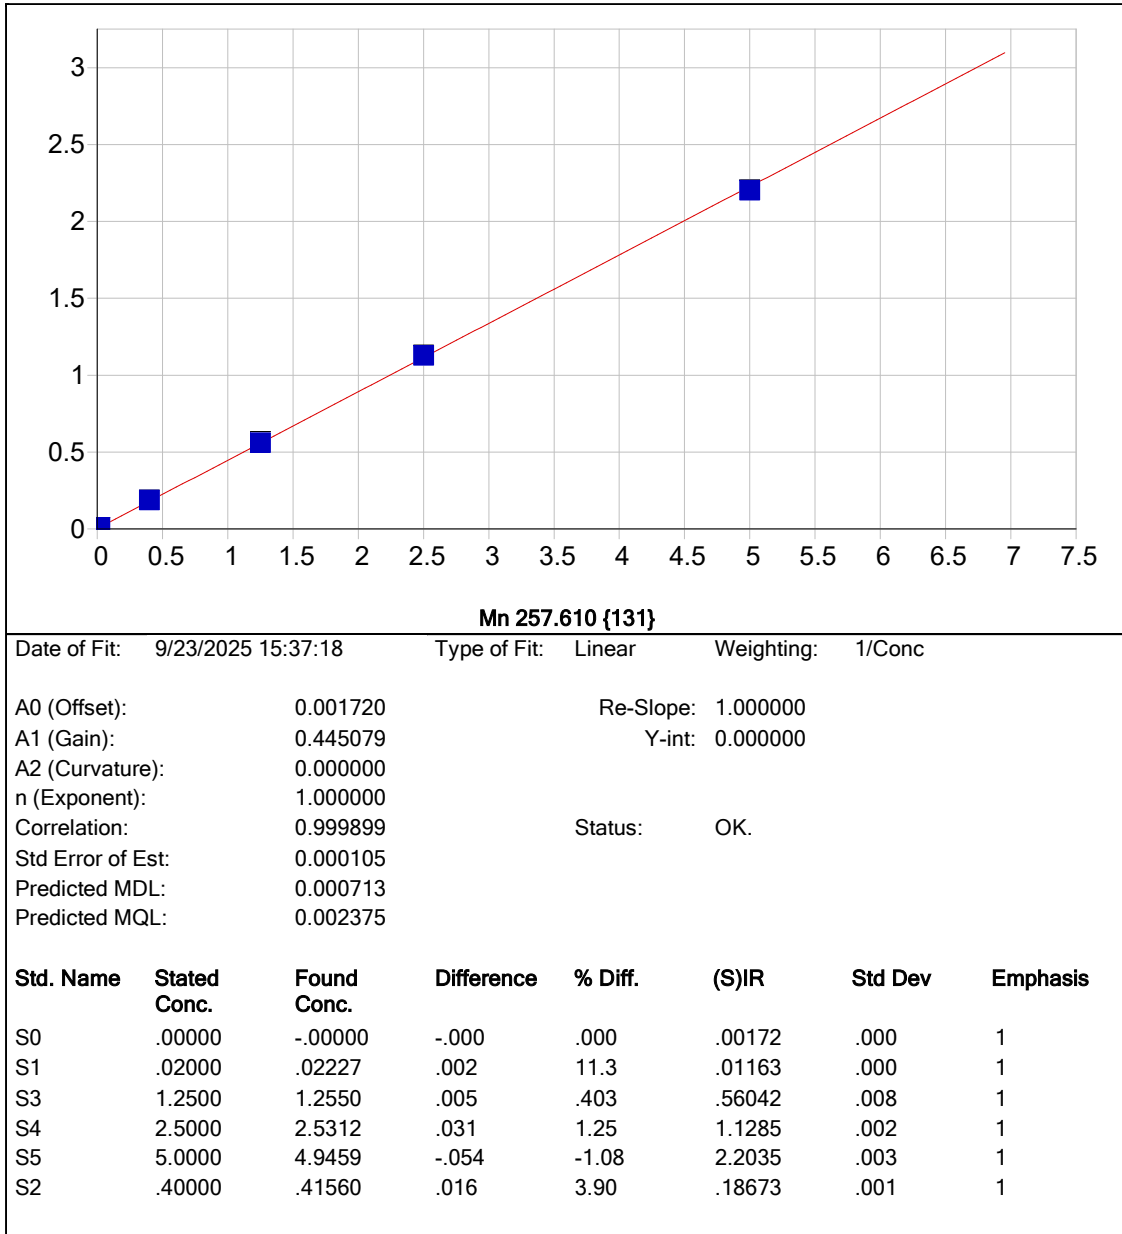 3
2.5
2
1.5
1
0.5
0
0 0.5 1 1.5 2 2.5 3 3.5 4 4.5 5 5.5 6 6.5 7 7.5
Mn 257.610 {131}
Date of Fit: 9/23/2025 15:37:18 Type of Fit: Linear Weighting: 1/Conc
A0 (Offset): 0.001720 Re-Slope: 1.000000
A1 (Gain): 0.445079 Y-int: 0.000000
A2 (Curvature): 0.000000
n (Exponent): 1.000000
Correlation: 0.999899 Status: OK.
Std Error of Est: 0.000105
Predicted MDL: 0.000713
Predicted MQL: 0.002375
Std. Name Stated Found Difference % Diff. (S)IR Std Dev Emphasis
Conc. Conc.
S0 .00000 -.00000 -.000 .000 .00172 .000 1
S1 .02000 .02227 .002 11.3 .01163 .000 1
S3 1.2500 1.2550 .005 .403 .56042 .008 1
S4 2.5000 2.5312 .031 1.25 1.1285 .002 1
S5 5.0000 4.9459 -.054 -1.08 2.2035 .003 1
S2 .40000 .41560 .016 3.90 .18673 .001 1